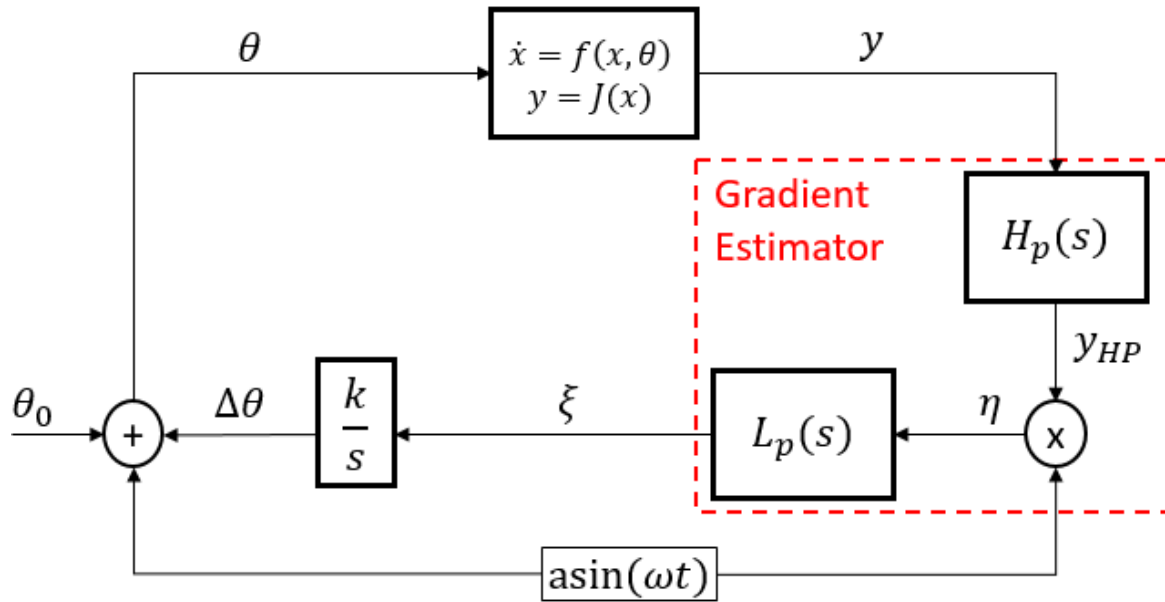 θ
ẋ = f(x, θ)
y = J(x)
y
Gradient
Estimator
H_p(s)
y_HP
θ_0
+
Δθ
k
s
ξ
L_p(s)
η
x
asin(ωt)